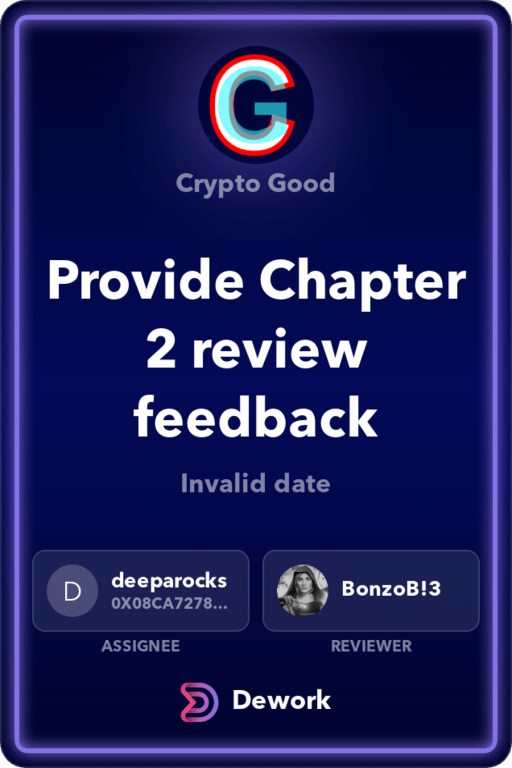 G
Crypto Good
Provide Chapter
2 review
feedback
Invalid date
D
deeparocks
0X08CA7278...
BonzoB!3
ASSIGNEE
REVIEWER
Dework